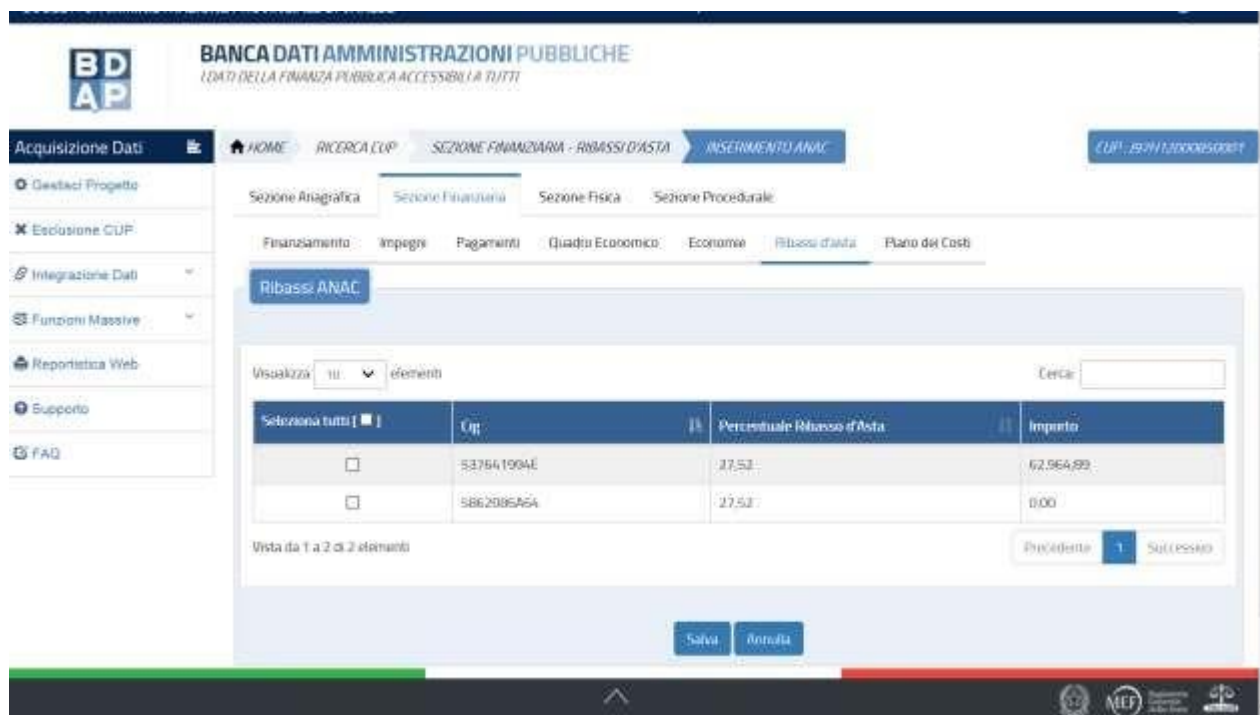 BD
AP
BANCA DATI AMMINISTRAZIONI PUBBLICHE
I DATI DELLA FINANZA PUBBLICA ACCESSIBILI A TUTTI
Acquisizione Dati
HOME RICERCA CUP SEZIONE FINANZIARIA - RIBASSI D'ASTA INSERIMENTO ANAC
CUP:
Gestisci Progetto
Sezione Anagrafica Sezione Finanziaria Sezione Fisica Sezione Procedurale
Esclusione CUP
Finanziamento Impegni Pagamenti Quadro Economico Economie Ribassi d'asta Piano dei Costi
Integrazione Dati
Ribassi ANAC
Funzioni Massive
Reportistica Web
Visualizza 10 elementi Cerca:
Supporto
Seleziona tutti [ ] Cig Percentuale Ribasso d'Asta Importo
FAQ
27,52 62.964,89
27,52 0,00
Vista da 1 a 2 di 2 elementi
Precedente 1 Successivo
Salva Annulla
MEF